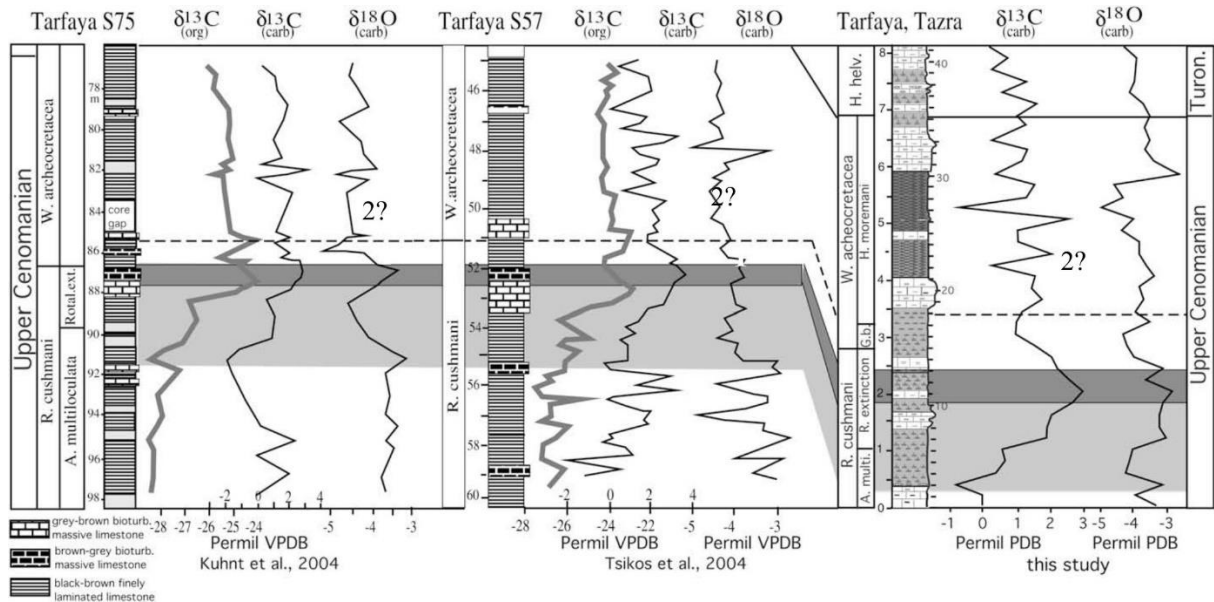 Tarfaya S75
δ13C
(org)
δ13C
(carb)
δ18O
(carb)
Tarfaya S57
δ13C
(org)
δ13C
(carb)
δ18O
(carb)
Tarfaya, Tazra
δ13C
(carb)
δ18O
(carb)
Upper Cenomanian
W. archeocretacea
R. cushmani
Rotal.ext.
A. multiloculata
78
m
80
82
84
86
88
90
92
94
96
98
core
gap
2?
-2
0
2
4
-28
-27
-26
-25
-24
-5
-4
-3
Permil VPDB
Kuhnt et al., 2004
W.archeocretacea
R. cushmani
46
48
50
52
54
56
58
60
2?
-2
0
2
4
-28
-26
-24
-22
-5
-4
-3
Permil VPDB
Tsikos et al., 2004
H. helv.
W. acheocretacea
H. moremani
G.b.
R. cushmani
R. extinction
A. multi.
8
7
6
5
4
3
2
1
0
40
30
20
10
2?
-1
0
1
2
3
-5
-4
-3
Permil PDB
Permil PDB
this study
Turon.
Upper Cenomanian
grey-brown bioturb.
massive limestone
brown-grey bioturb.
massive limestone
black-brown finely
laminated limestone